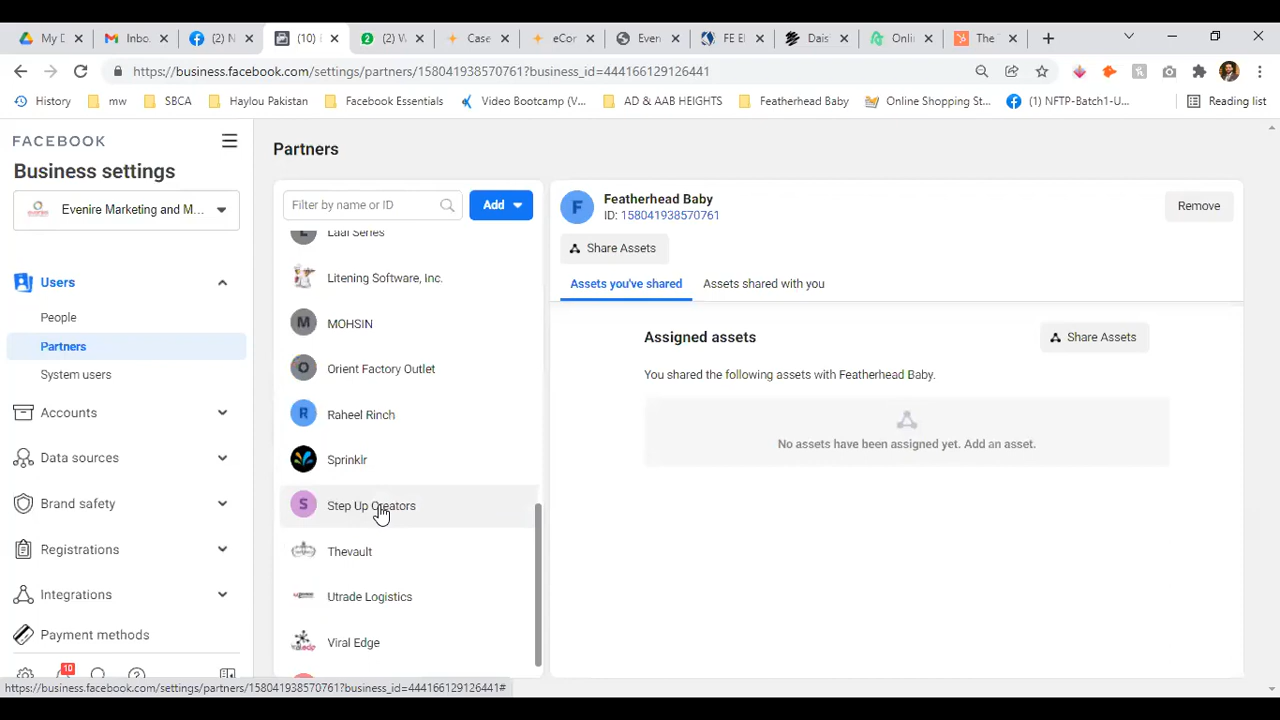 My D
Inbo.
(2) N
(10)
(2) V
Case
eCor
Even
FE El
Dais
Onli
The
https://business.facebook.com/settings/partners/158041938570761?business_id=444166129126441
History
mw
SBCA
Haylou Pakistan
Facebook Essentials
Video Bootcamp (V...
AD & AAB HEIGHTS
Featherhead Baby
Online Shopping St...
(1) NFTP-Batch1-U...
Reading list
FACEBOOK
Business settings
Evenire Marketing and M...
Users
People
Partners
System users
Accounts
Data sources
Brand safety
Registrations
Integrations
Payment methods
10
Partners
Filter by name or ID
Add
Laal Series
Litening Software, Inc.
M MOHSIN
Orient Factory Outlet
R Raheel Rinch
Sprinklr
S Step Up Creators
Thevault
Utrade Logistics
Viral Edge
F
Featherhead Baby
ID: 158041938570761
Remove
Share Assets
Assets you've shared
Assets shared with you
Assigned assets
Share Assets
You shared the following assets with Featherhead Baby.
No assets have been assigned yet. Add an asset.
https://business.facebook.com/settings/partners/158041938570761?business_id=444166129126441#